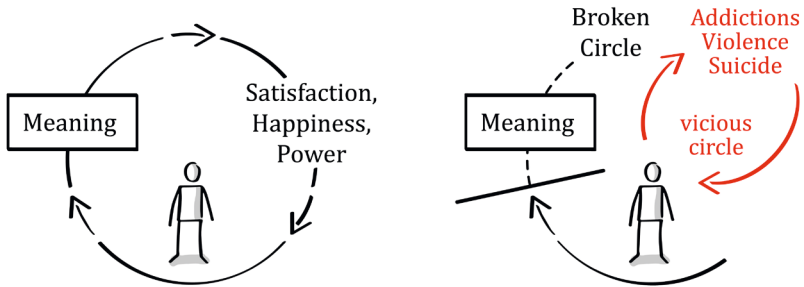 Meaning
Satisfaction,
Happiness,
Power
Broken
Circle
Meaning
Addictions
Violence
Suicide
vicious
circle